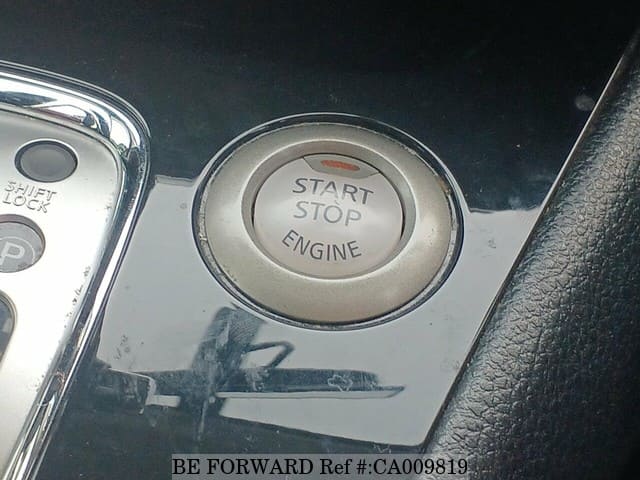 SHIFT
LOCK
P
START
STOP
ENGINE
BE FORWARD Ref #:CA009819